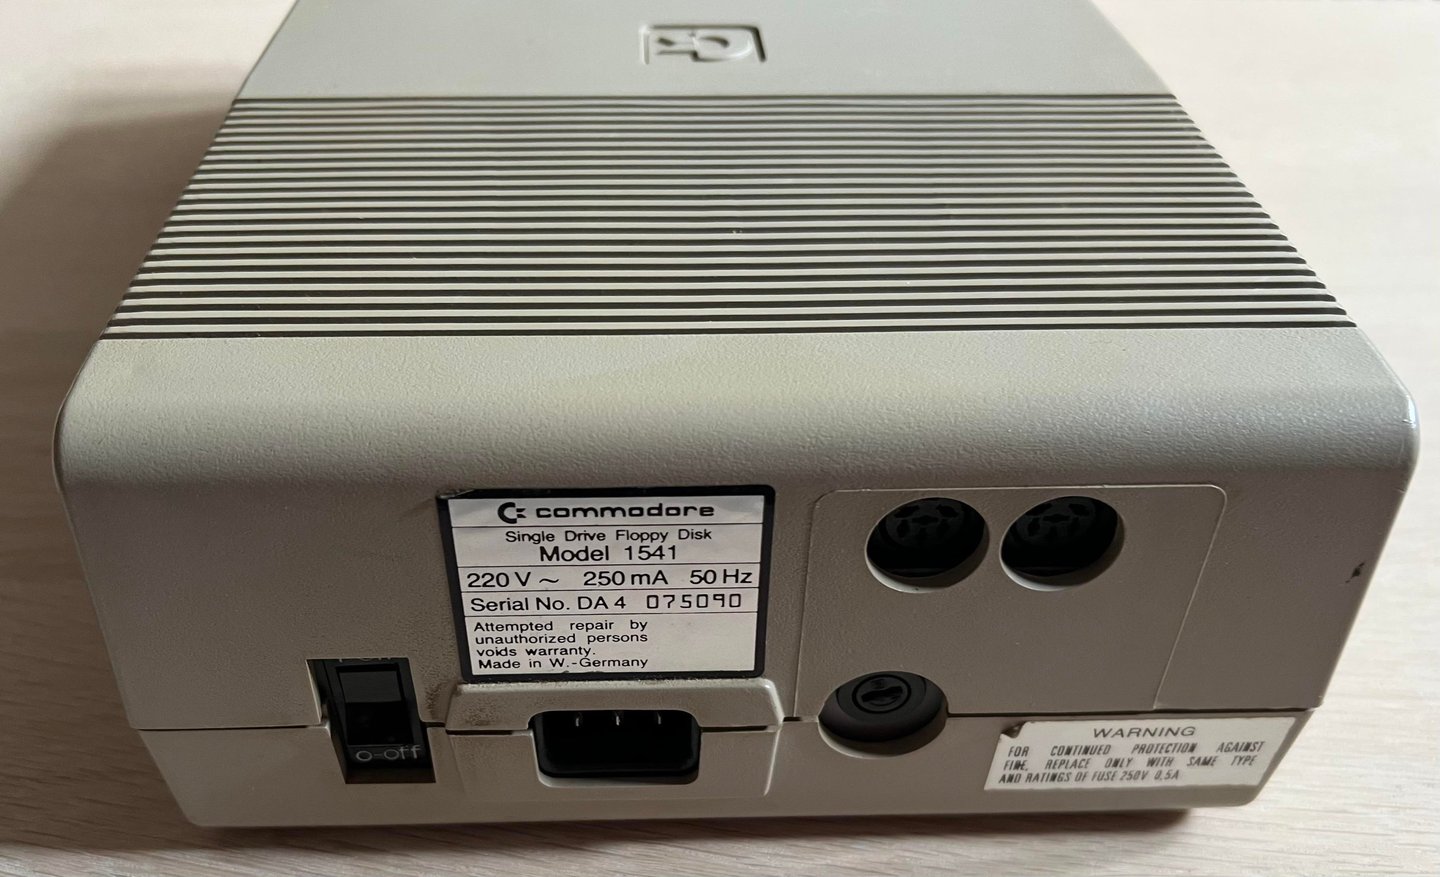 commodore
Single Drive Floppy Disk
Model 1541
220 V ~ 250 mA 50 Hz
Serial No. DA 4 075090
Attempted repair by
unauthorized persons
voids warranty.
Made in W.-Germany
o-off
WARNING
FOR CONTINUED PROTECTION AGAINST
FIRE, REPLACE ONLY WITH SAME TYPE
AND RATINGS OF FUSE 250V 0,5A